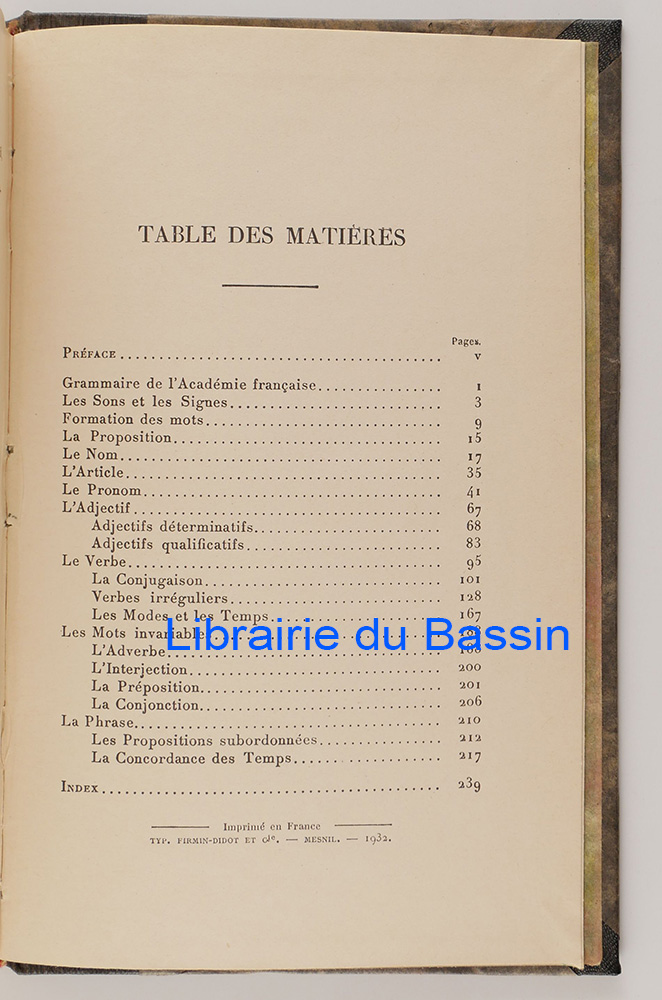 TABLE DES MATIÈRES
Pages.
PRÉFACE ........ V
Grammaire de l'Académie française ........ 1
Les Sons et les Signes ........ 3
Formation des mots ........ 9
La Proposition ........ 15
Le Nom ........ 17
L'Article ........ 35
Le Pronom ........ 41
L'Adjectif ........ 67
Adjectifs déterminatifs ........ 68
Adjectifs qualificatifs ........ 83
Le Verbe ........ 95
La Conjugaison ........ 101
Verbes irréguliers ........ 128
Les Modes et les Temps ........ 167
Les Mots invariables ........
Librairie du Bassin
L'Adverbe ........
L'Interjection ........ 200
La Préposition ........ 201
La Conjonction ........ 206
La Phrase ........ 210
Les Propositions subordonnées ........ 212
La Concordance des Temps ........ 217
INDEX ........ 239
Imprimé en France
TYP. FIRMIN-DIDOT ET Cie. — MESNIL. — 1932.